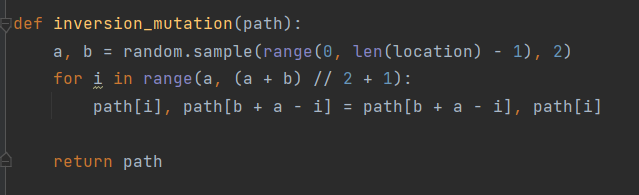 def inversion_mutation(path):
    a, b = random.sample(range(0, len(location) - 1), 2)
    for i in range(a, (a + b) // 2 + 1):
        path[i], path[b + a - i] = path[b + a - i], path[i]

    return path